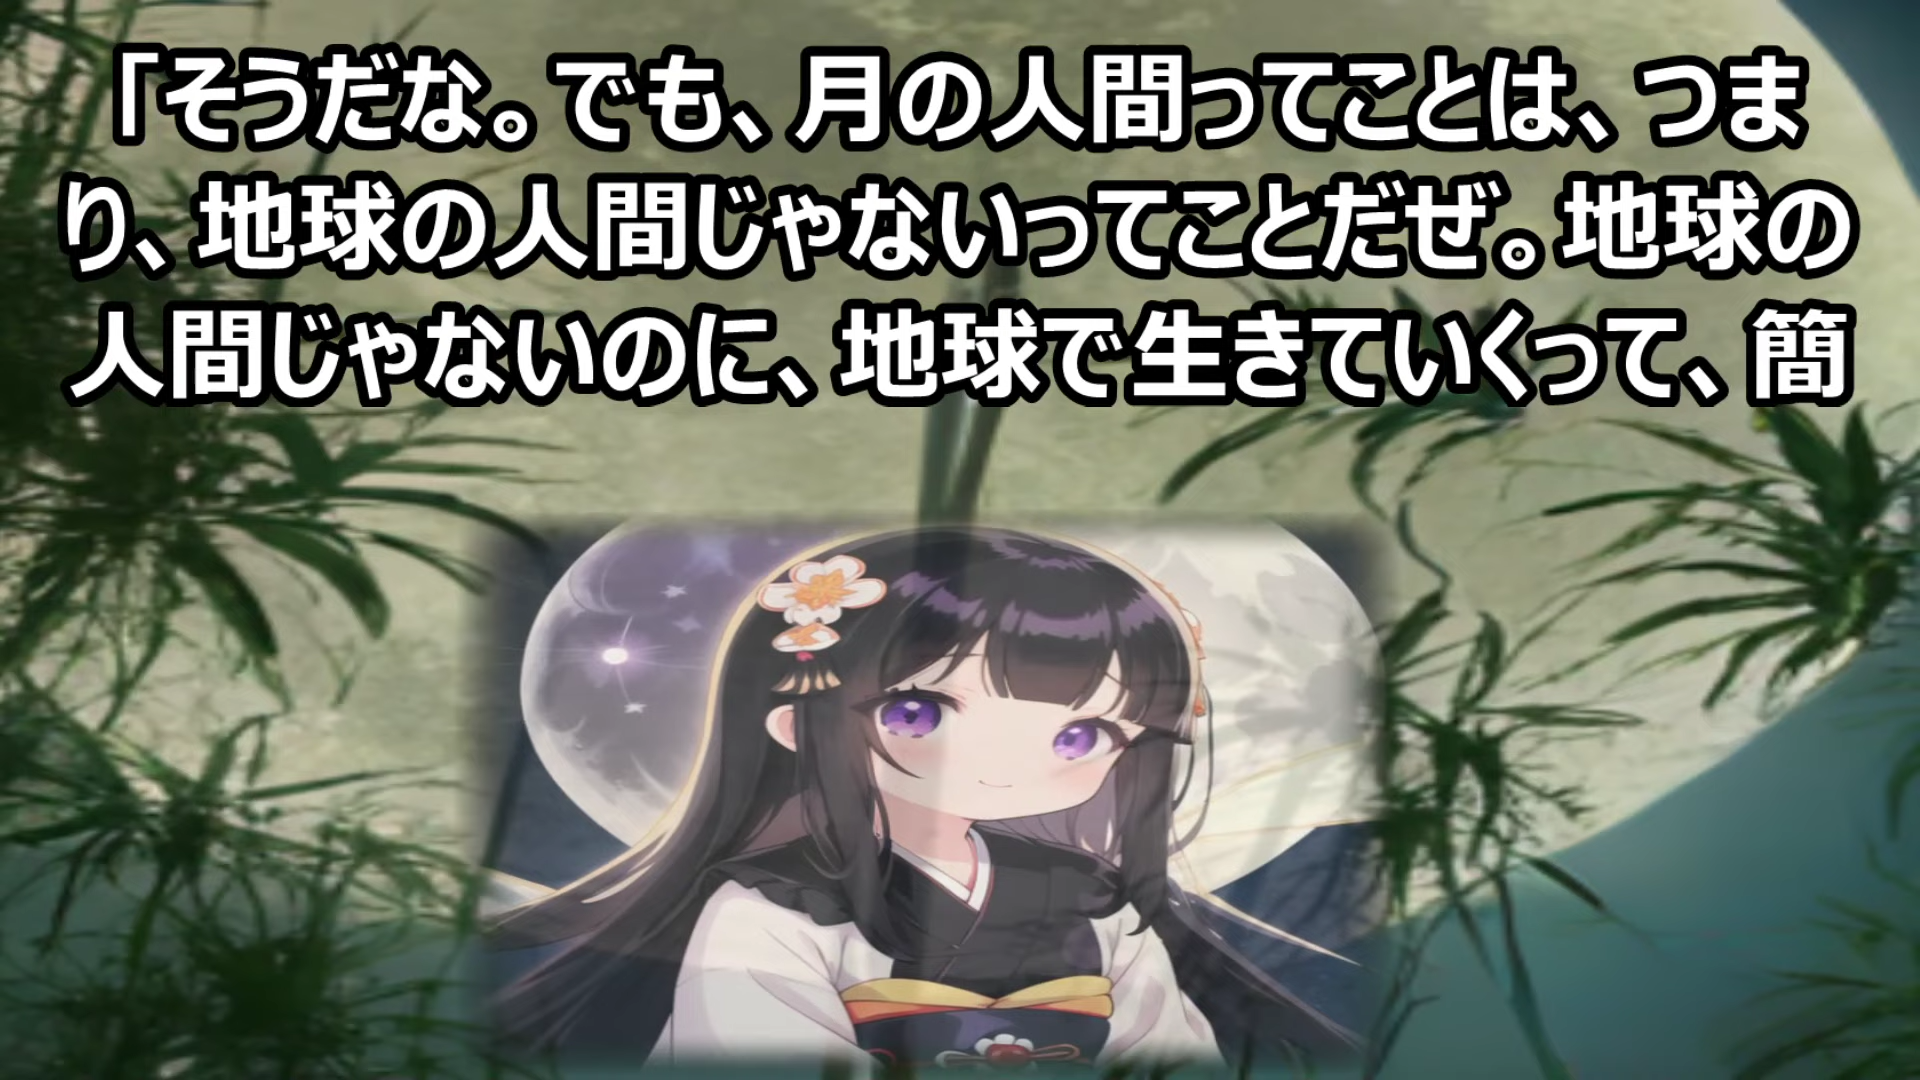 「そうだな。でも、月の人間ってことは、つま
り、地球の人間じゃないってことだぜ。地球の
人間じゃないのに、地球で生きていくって、簡